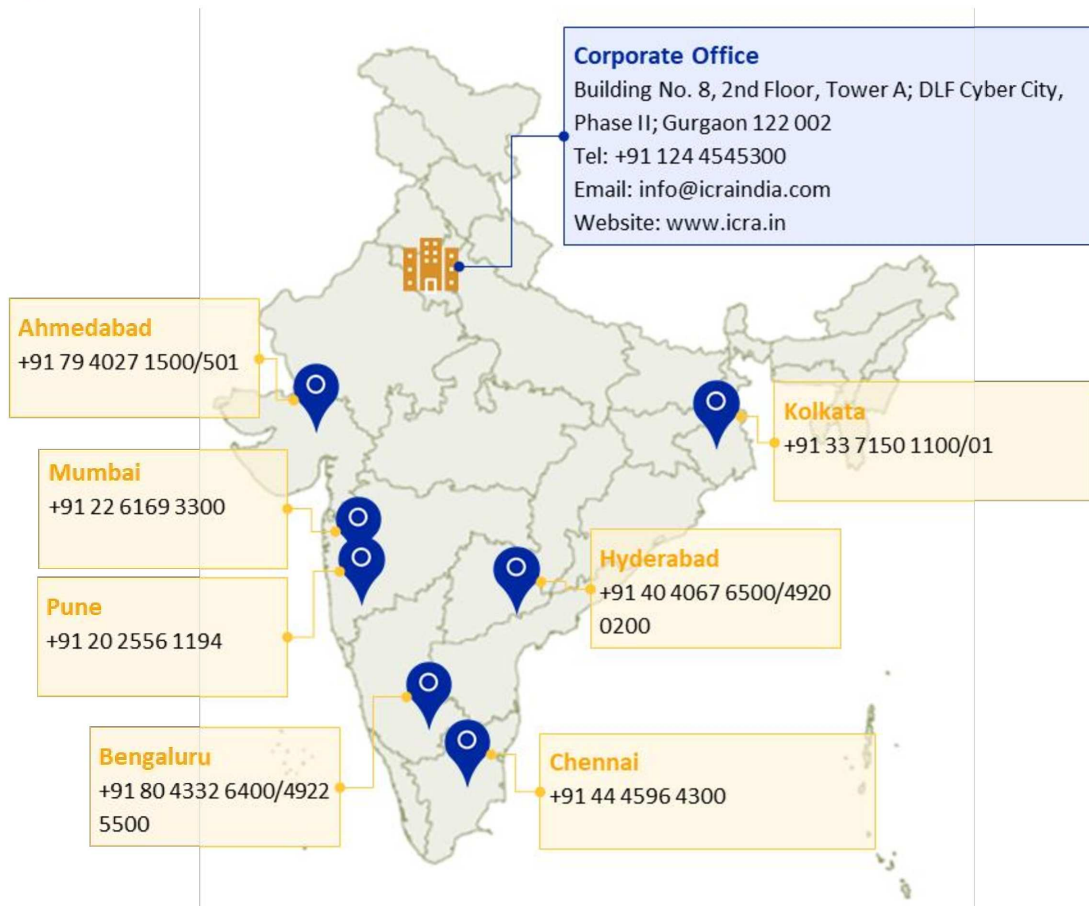 Corporate Office
Building No. 8, 2nd Floor, Tower A; DLF Cyber City,
Phase II; Gurgaon 122 002
Tel: +91 124 4545300
Email: info@icraindia.com
Website: www.icra.in
Ahmedabad
+91 79 4027 1500/501
Kolkata
+91 33 7150 1100/01
Mumbai
+91 22 6169 3300
Hyderabad
+91 40 4067 6500/4920
0200
Pune
+91 20 2556 1194
Bengaluru
+91 80 4332 6400/4922
5500
Chennai
+91 44 4596 4300